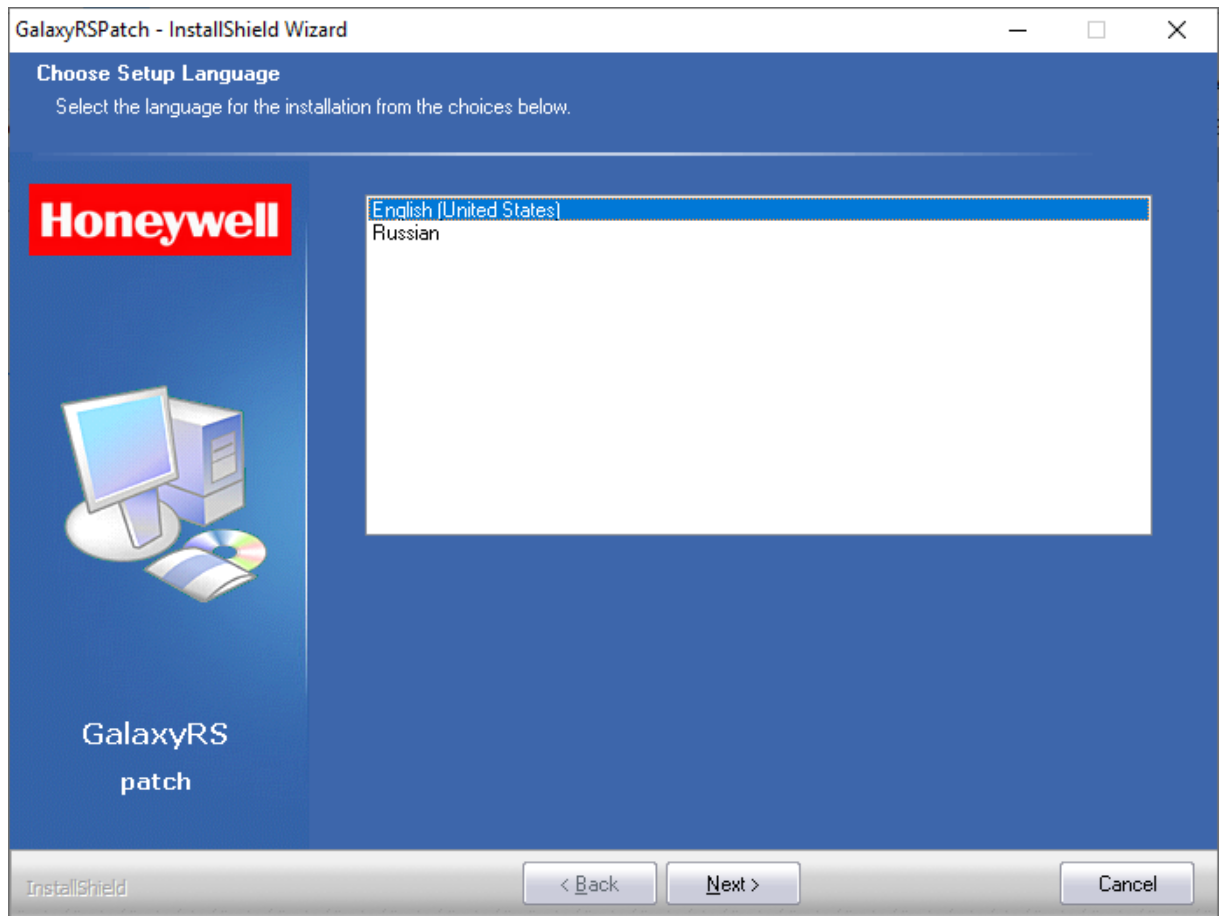 GalaxyRSPatch - InstallShield Wizard
Choose Setup Language
Select the language for the installation from the choices below.
Honeywell
English (United States)
Russian
GalaxyRS
patch
InstallShield
< Back
Next >
Cancel